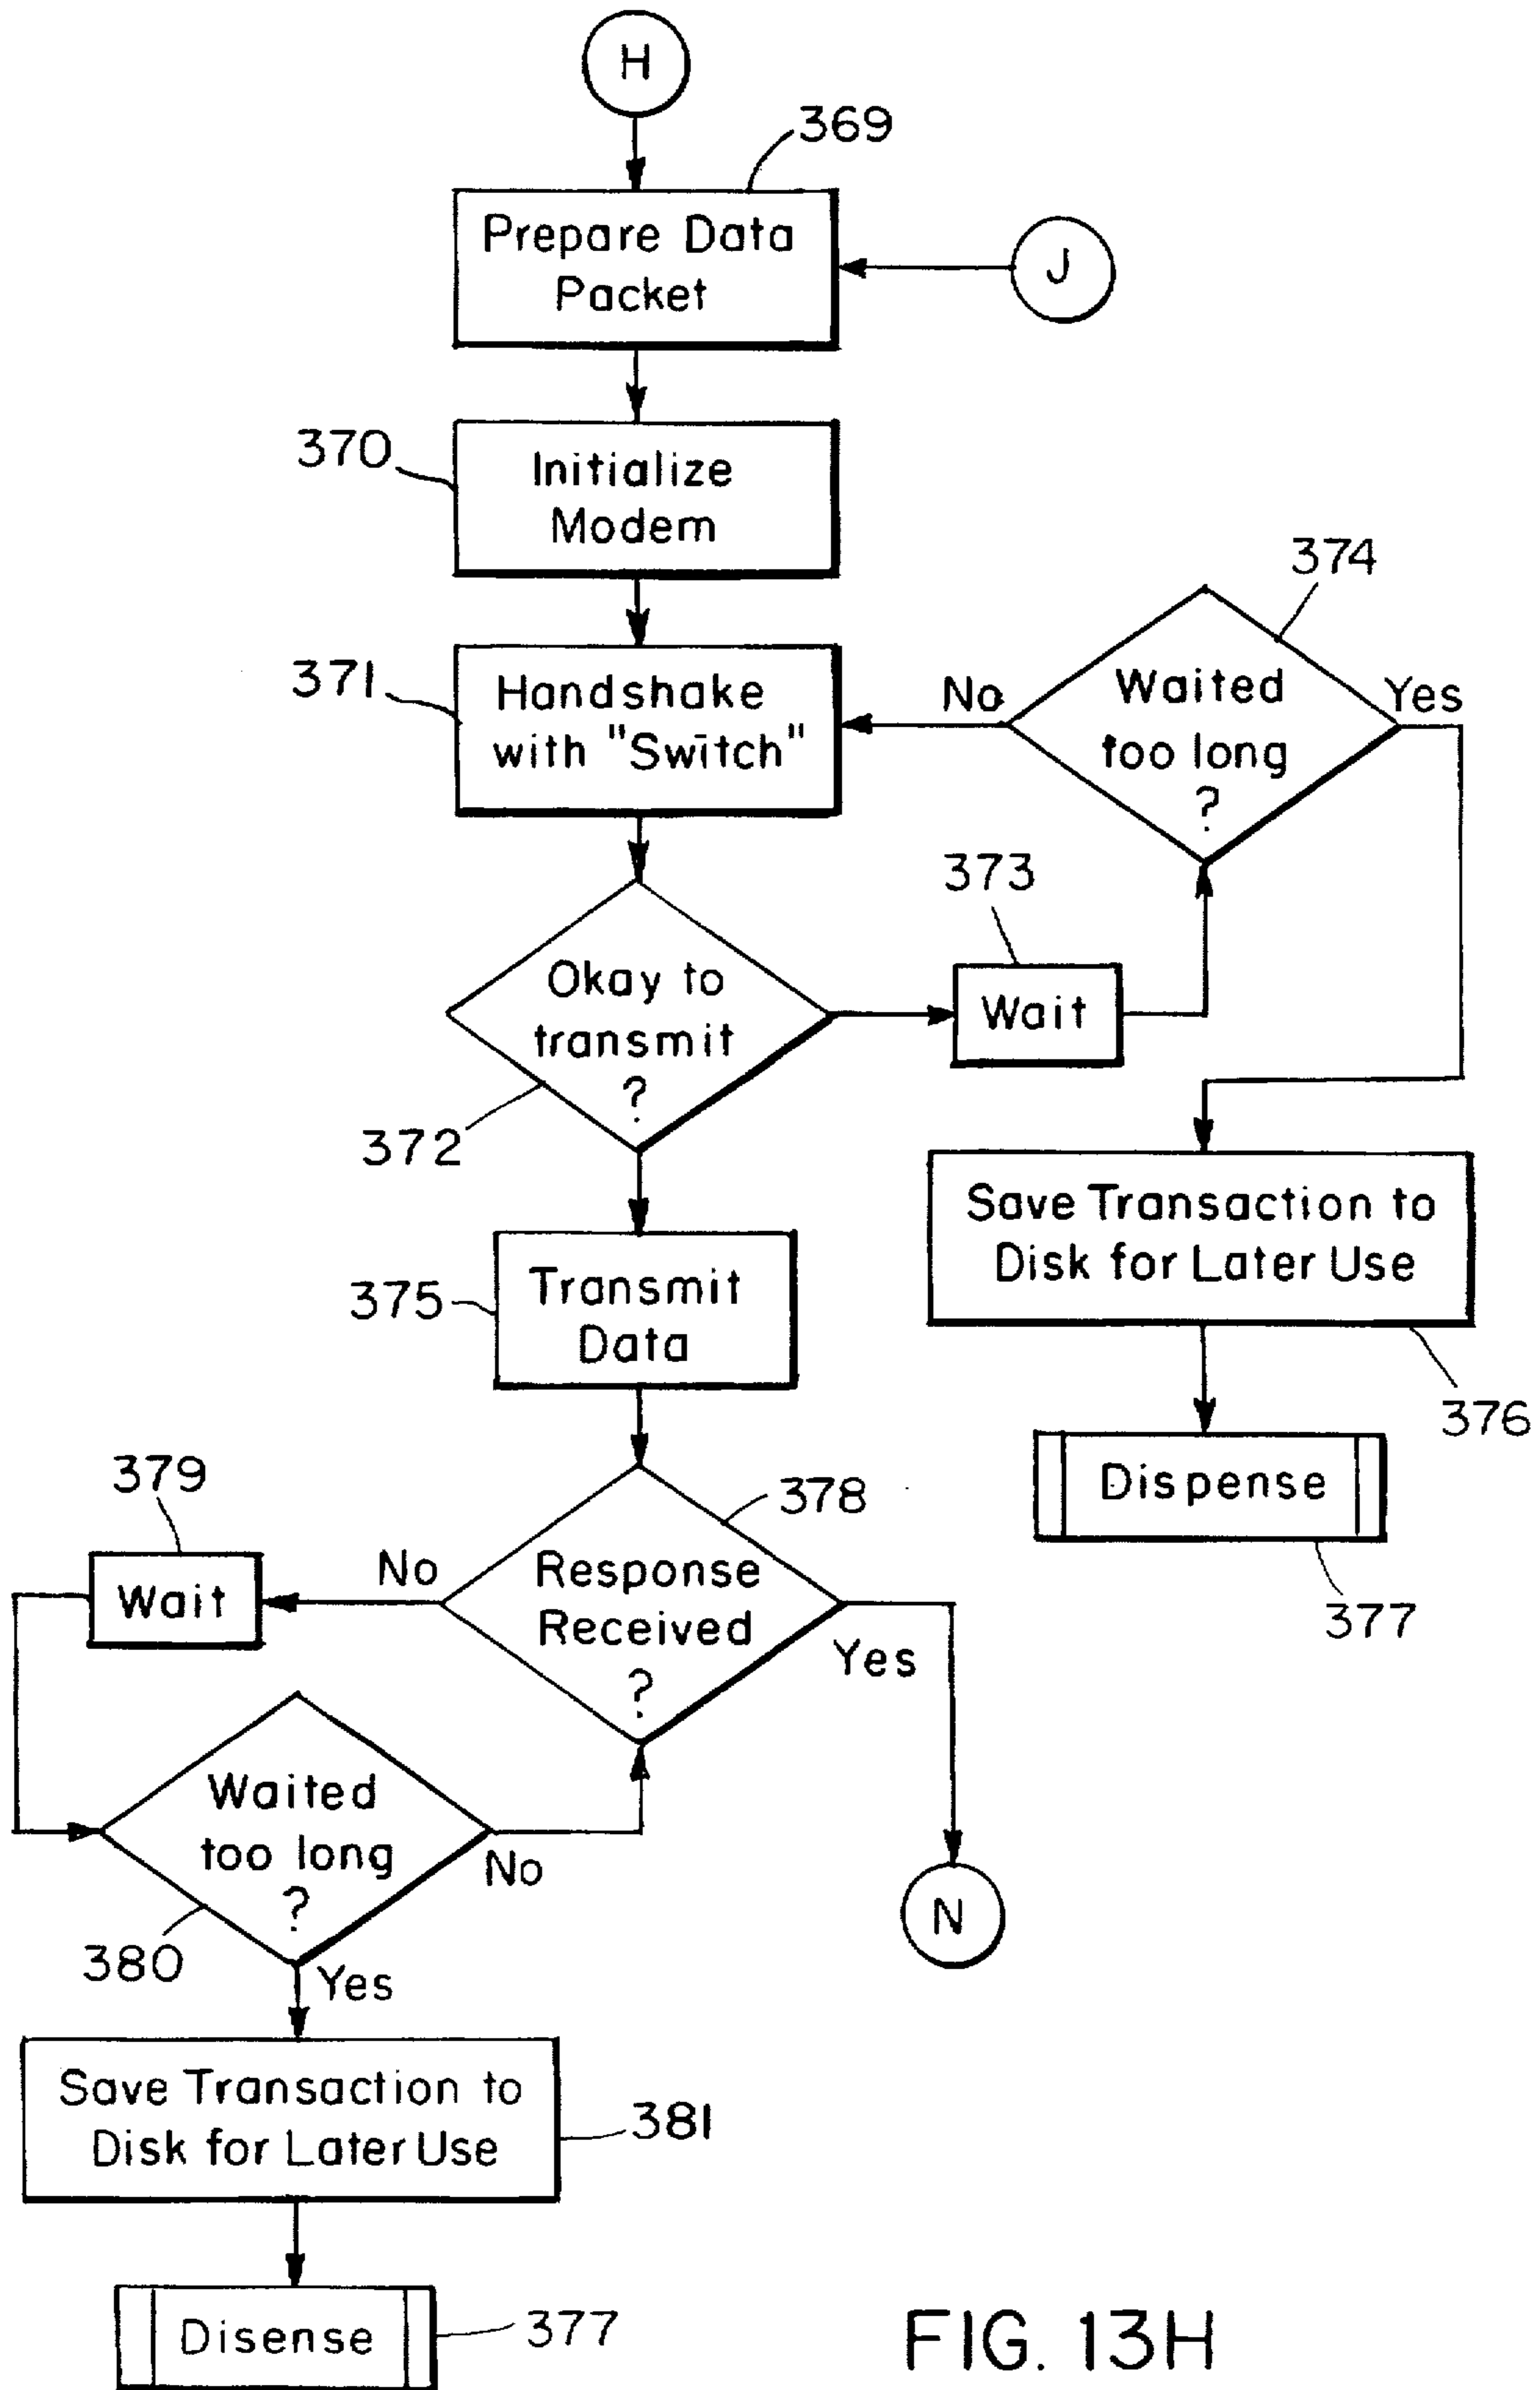 H
369
Prepare Data
Packet
J
370
Initialize
Modem
374
371
Handshake
with "Switch"
No
Waited
too long
?
Yes
373
Okay to
transmit
?
Wait
372
Save Transaction to
Disk for Later Use
375
Transmit
Data
376
Dispense
379
378
No
Wait
Response
Received
?
Yes
377
Waited
too long
?
No
N
380
Yes
Save Transaction to
Disk for Later Use
381
Disense
377
FIG. 13H